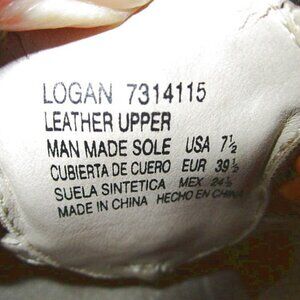 LOGAN 7314115
LEATHER UPPER
MAN MADE SOLE USA 7½
CUBIERTA DE CUERO EUR 39½
SUELA SINTETICA MEX 24½
MADE IN CHINA HECHO EN CHINA